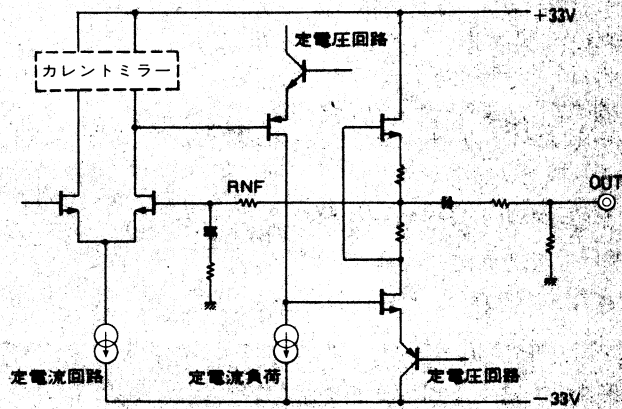 +33V
定電圧回路
カレントミラー
RNF
OUT
定電流回路
定電流負荷
定電圧回路
-33V